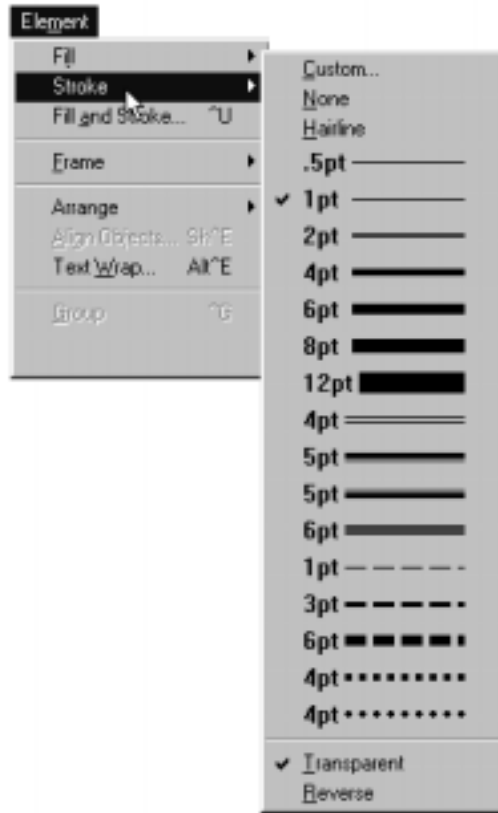 Element
Fill
Stroke
Fill and Stroke... ^U
Frame
Arrange
Align Objects... Sh^E
Text Wrap... Alt^E
Group ^G
Custom...
None
Hairline
.5pt
1pt
2pt
4pt
6pt
8pt
12pt
4pt
5pt
5pt
6pt
1pt
3pt
6pt
4pt
4pt
Transparent
Reverse